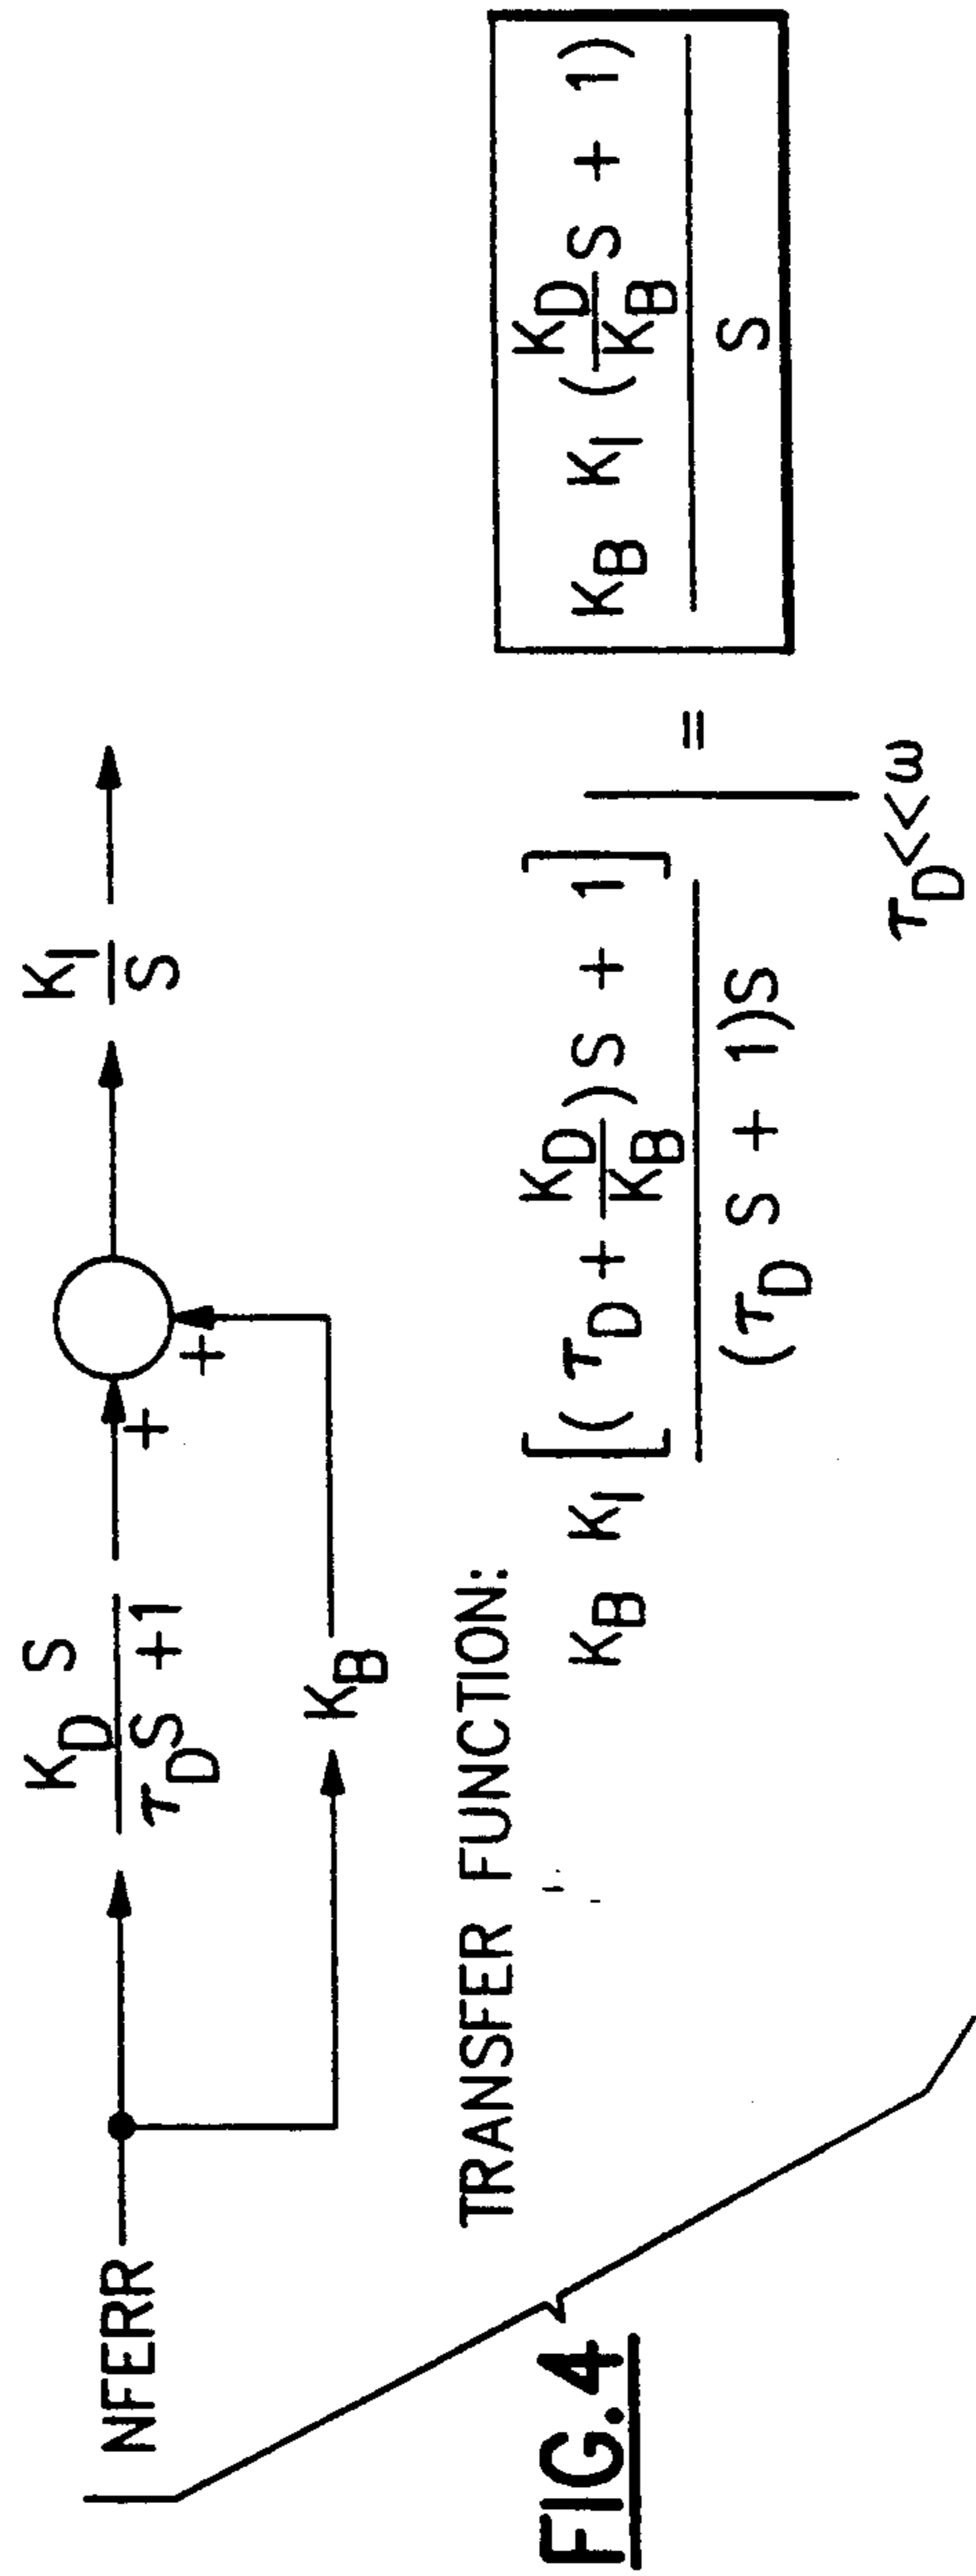 NFERR
K_D S / τ_D S + 1
+
+
K_B
K_I / S
TRANSFER FUNCTION:
K_B K_I [(τ_D + K_D/K_B)S + 1] / (τ_D S + 1)S | τ_D<<ω = K_B K_I (K_D/K_B S + 1) / S
FIG. 4